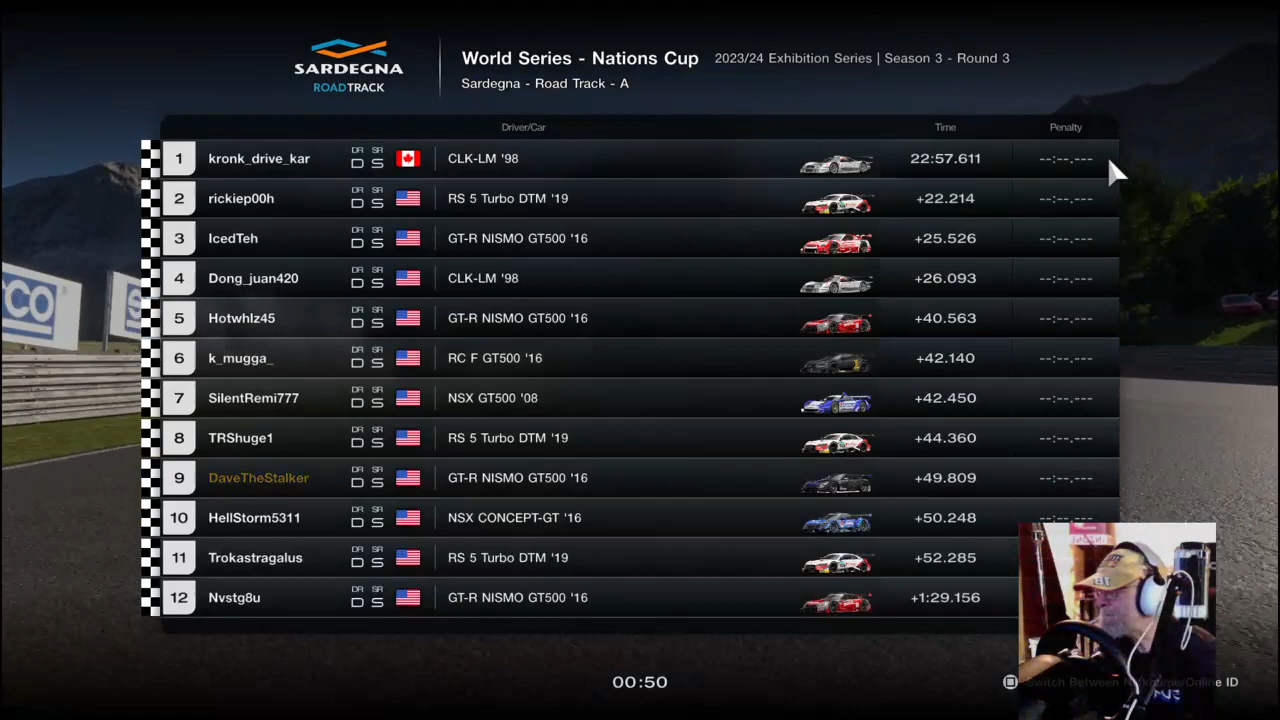 SARDEGNA
ROADTRACK
World Series - Nations Cup 2023/24 Exhibition Series | Season 3 - Round 3
Sardegna - Road Track - A
Driver/Car Time Penalty
1 kronk_drive_kar DR D SR S CLK-LM '98 22:57.611 --:--.---
2 rickiep00h DR D SR S RS 5 Turbo DTM '19 +22.214 --:--.---
3 IcedTeh DR D SR S GT-R NISMO GT500 '16 +25.526 --:--.---
4 Dong_juan420 DR D SR S CLK-LM '98 +26.093 --:--.---
5 Hotwhlz45 DR D SR S GT-R NISMO GT500 '16 +40.563 --:--.---
6 k_mugga_ DR D SR S RC F GT500 '16 +42.140 --:--.---
7 SilentRemi777 DR D SR S NSX GT500 '08 +42.450 --:--.---
8 TRShuge1 DR D SR S RS 5 Turbo DTM '19 +44.360 --:--.---
9 DaveTheStalker DR D SR S GT-R NISMO GT500 '16 +49.809 --:--.---
10 HellStorm5311 DR D SR S NSX CONCEPT-GT '16 +50.248 --:--.---
11 Trokastragalus DR D SR S RS 5 Turbo DTM '19 +52.285
12 Nvstg8u DR D SR S GT-R NISMO GT500 '16 +1:29.156
00:50
Switch Between Nickname/Online ID